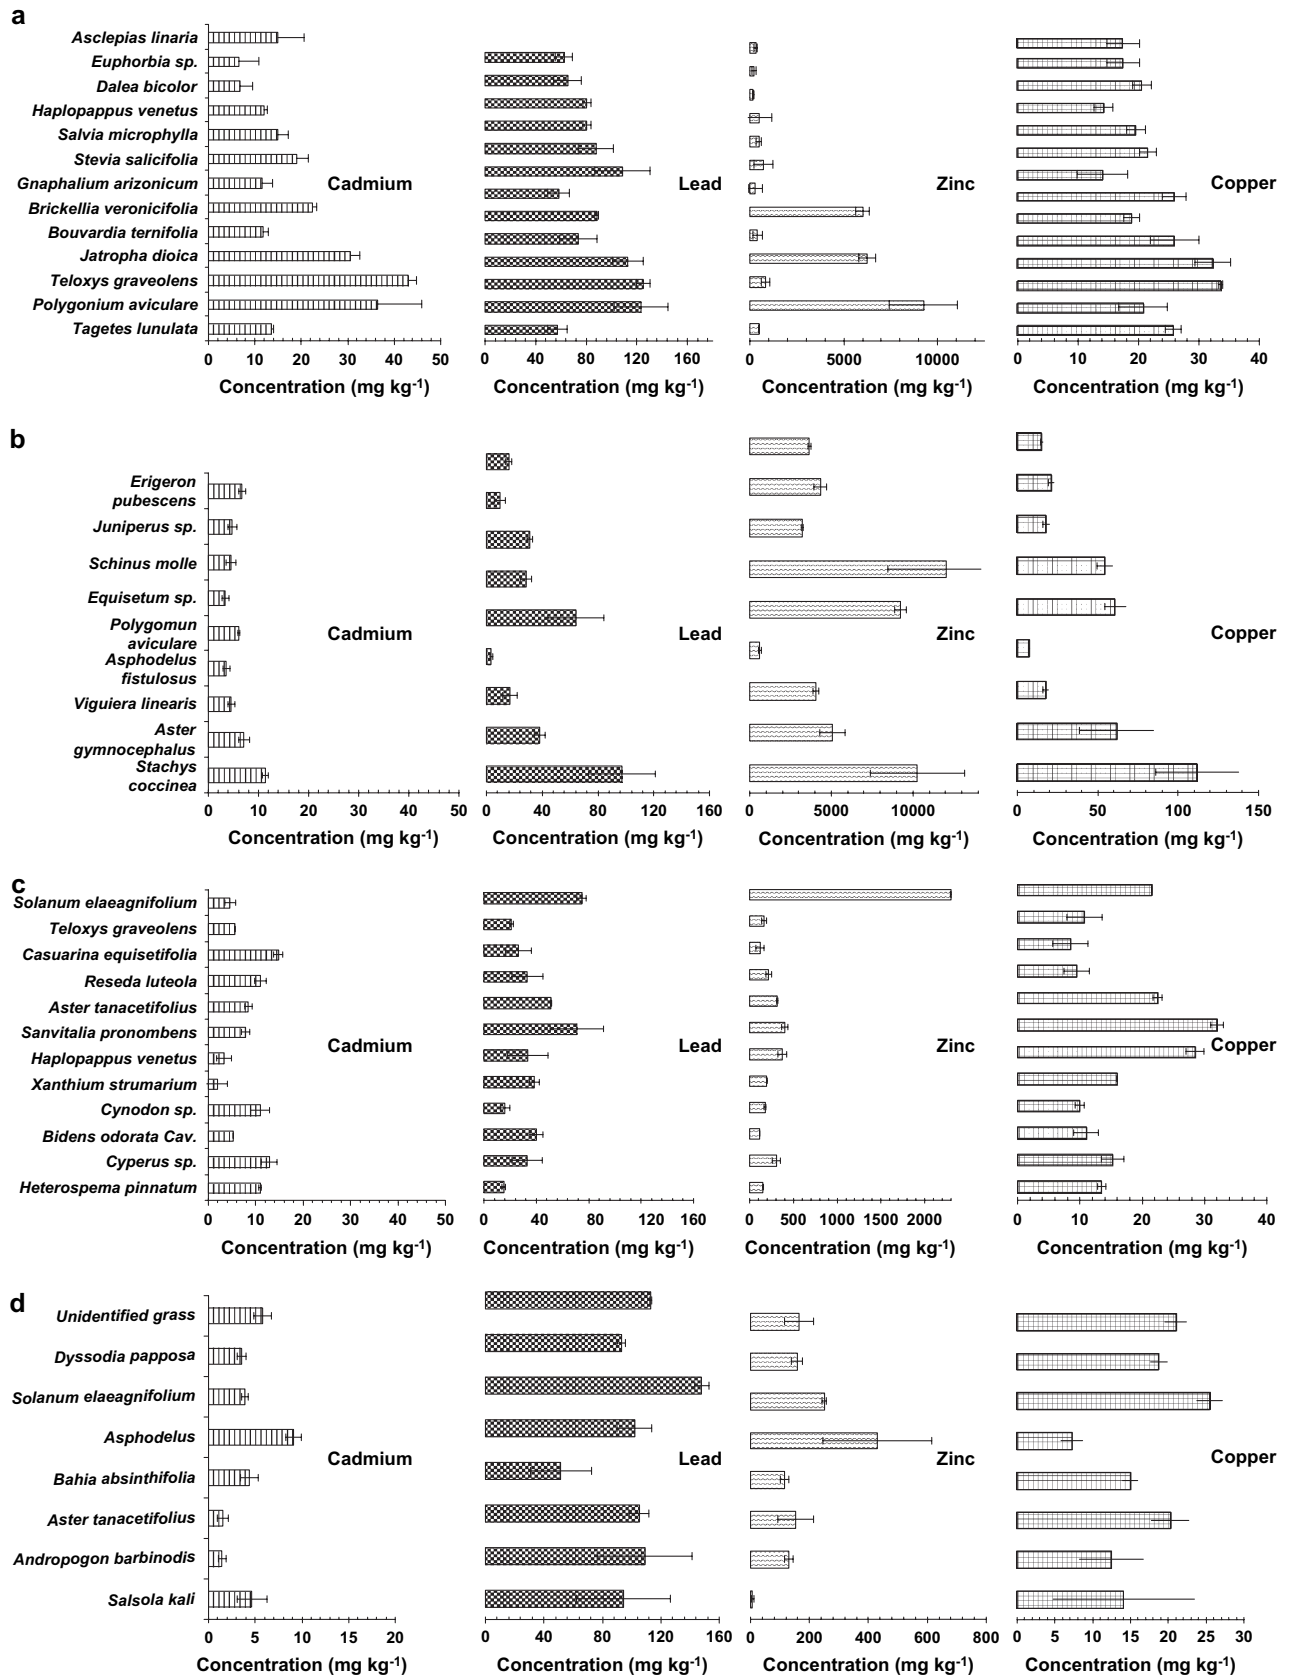 a
Asclepias linaria
Euphorbia sp.
Dalea bicolor
Haplopappus venetus
Salvia microphylla
Stevia salicifolia
Gnaphalium arizonicum
Brickellia veronicifolia
Bouvardia ternifolia
Jatropha dioica
Teloxys graveolens
Polygonium aviculare
Tagetes lunulata
Cadmium Lead Zinc Copper
0 10 20 30 40 50 0 40 80 120 160 0 5000 10000 0 10 20 30 40
Concentration (mg kg-1) Concentration (mg kg-1) Concentration (mg kg-1) Concentration (mg kg-1)
b
Erigeron
pubescens
Juniperus sp.
Schinus molle
Equisetum sp.
Polygomun
aviculare
Asphodelus
fistulosus
Viguiera linearis
Aster
gymnocephalus
Stachys
coccinea
Cadmium Lead Zinc Copper
0 10 20 30 40 50 0 40 80 120 160 0 5000 10000 0 50 100 150
Concentration (mg kg-1) Concentration (mg kg-1) Concentration (mg kg-1) Concentration (mg kg-1)
c
Solanum elaeagnifolium
Teloxys graveolens
Casuarina equisetifolia
Reseda luteola
Aster tanacetifolius
Sanvitalia pronombens
Haplopappus venetus
Xanthium strumarium
Cynodon sp.
Bidens odorata Cav.
Cyperus sp.
Heterospema pinnatum
Cadmium Lead Zinc Copper
0 10 20 30 40 50 0 40 80 120 160 0 500 1000 1500 2000 0 10 20 30 40
Concentration (mg kg-1) Concentration (mg kg-1) Concentration (mg kg-1) Concentration (mg kg-1)
d
Unidentified grass
Dyssodia papposa
Solanum elaeagnifolium
Asphodelus
Bahia absinthifolia
Aster tanacetifolius
Andropogon barbinodis
Salsola kali
Cadmium Lead Zinc Copper
0 5 10 15 20 0 40 80 120 160 0 200 400 600 800 0 5 10 15 20 25 30
Concentration (mg kg-1) Concentration (mg kg-1) Concentration (mg kg-1) Concentration (mg kg-1)